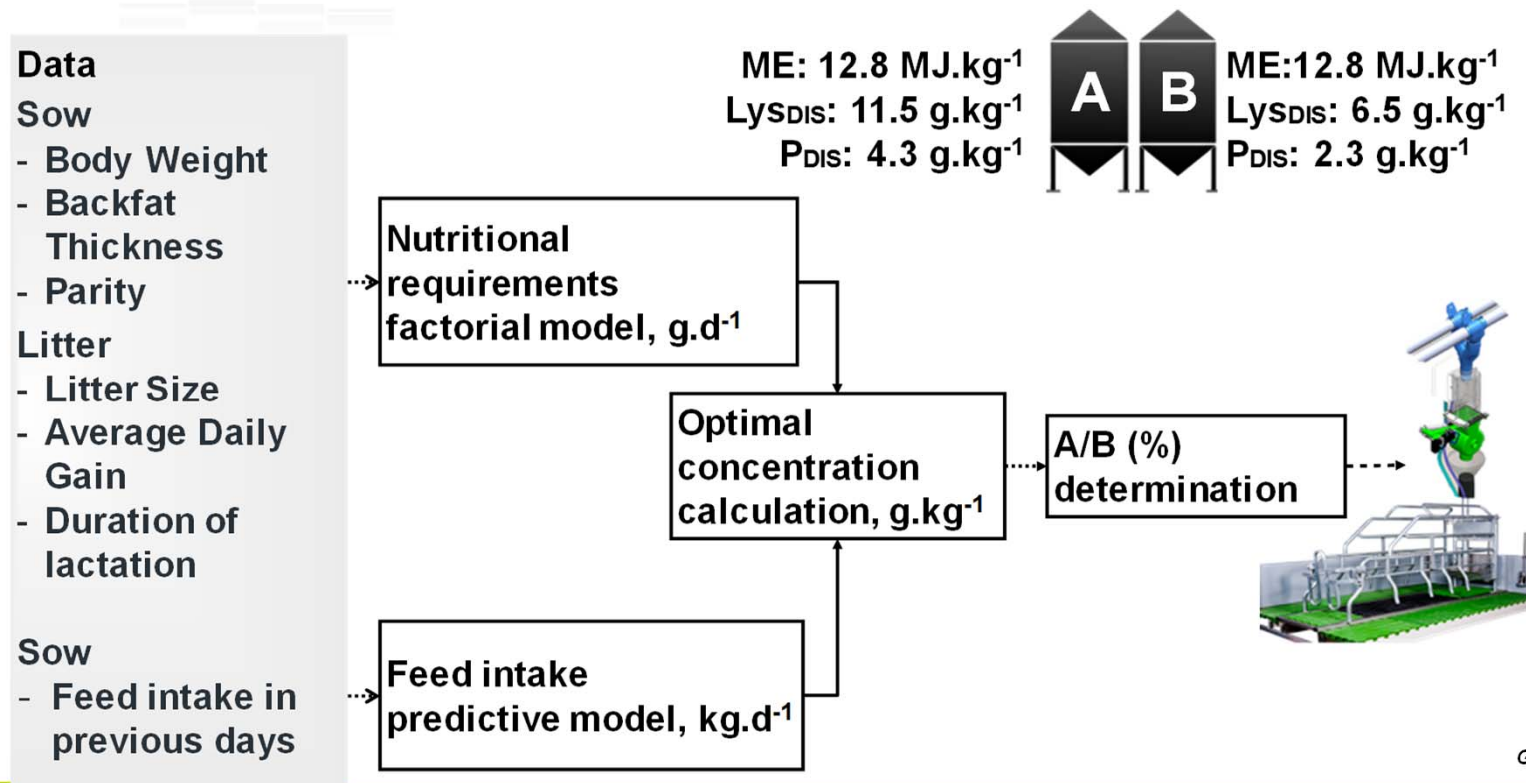 Data
Sow
- Body Weight
- Backfat
Thickness
- Parity
Litter
- Litter Size
- Average Daily
Gain
- Duration of
lactation
Sow
- Feed intake in
previous days
ME: 12.8 MJ.kg⁻¹
LysDIS: 11.5 g.kg⁻¹
PDIS: 4.3 g.kg⁻¹
A
B
ME:12.8 MJ.kg⁻¹
LysDIS: 6.5 g.kg⁻¹
PDIS: 2.3 g.kg⁻¹
Nutritional
requirements
factorial model, g.d⁻¹
Optimal
concentration
calculation, g.kg⁻¹
A/B (%)
determination
Feed intake
predictive model, kg.d⁻¹